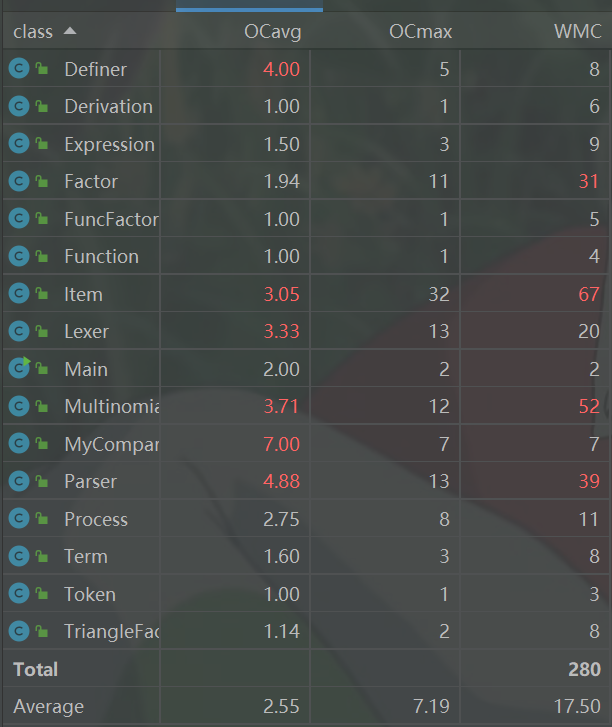 class OCavg OCmax WMC
C Definer 4.00 5 8
C Derivation 1.00 1 6
C Expression 1.50 3 9
C Factor 1.94 11 31
C FuncFactor 1.00 1 5
C Function 1.00 1 4
C Item 3.05 32 67
C Lexer 3.33 13 20
C Main 2.00 2 2
C Multinomia 3.71 12 52
C MyCompar 7.00 7 7
C Parser 4.88 13 39
C Process 2.75 8 11
C Term 1.60 3 8
C Token 1.00 1 3
C TriangleFac 1.14 2 8
Total 280
Average 2.55 7.19 17.50